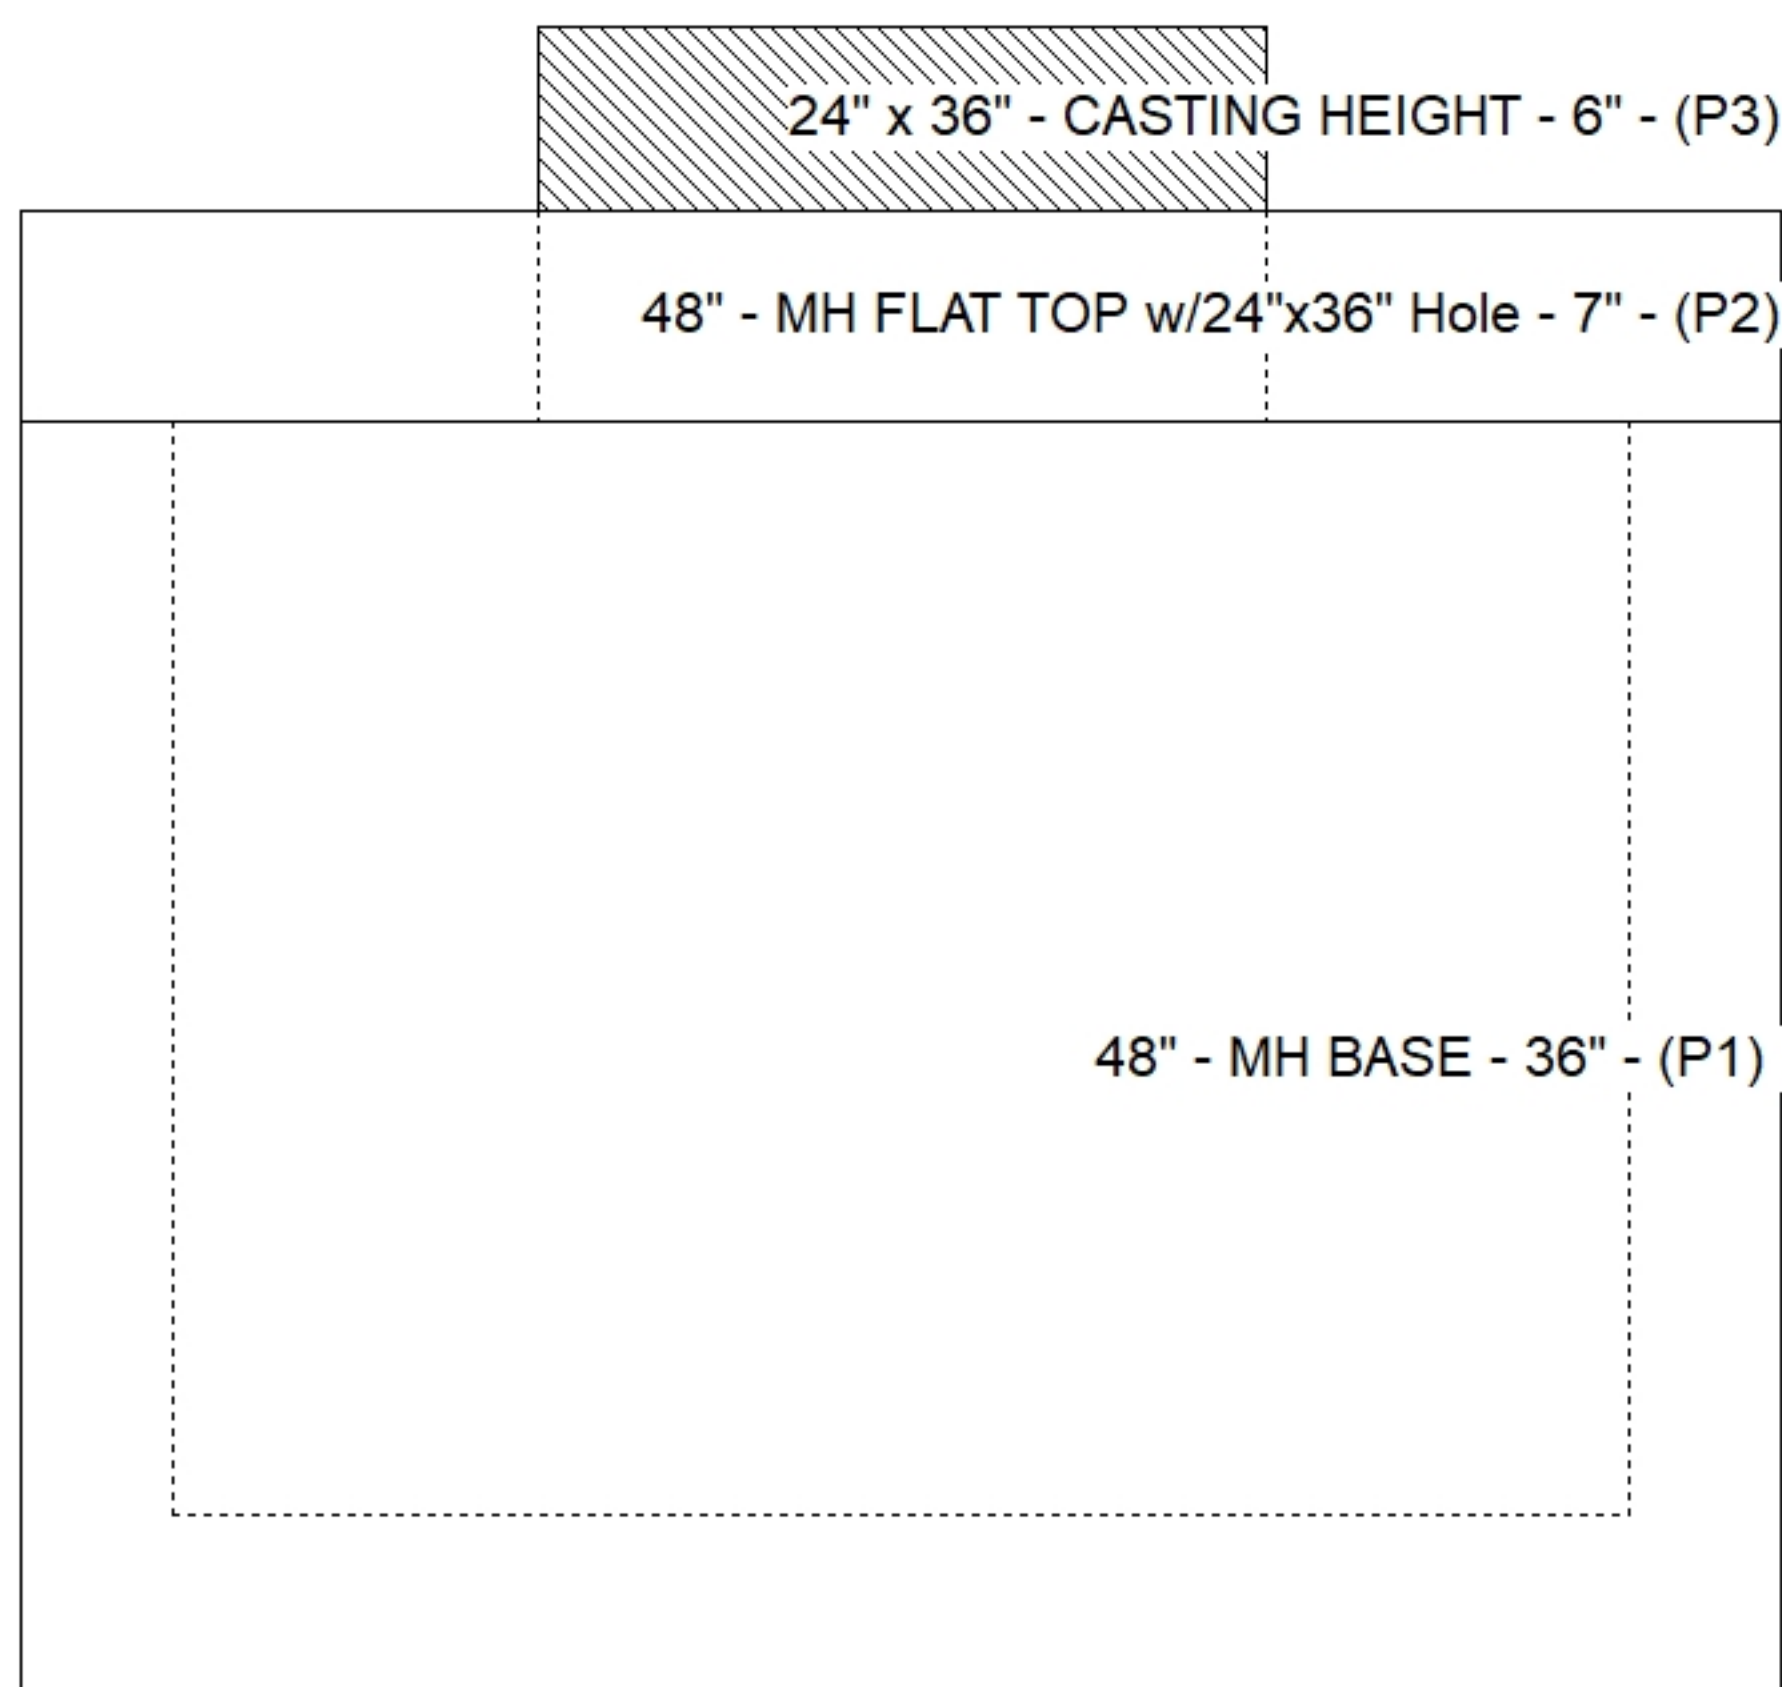 24" x 36" - CASTING HEIGHT - 6" - (P3)
48" - MH FLAT TOP w/24"x36" Hole - 7" - (P2)
48" - MH BASE - 36" - (P1)